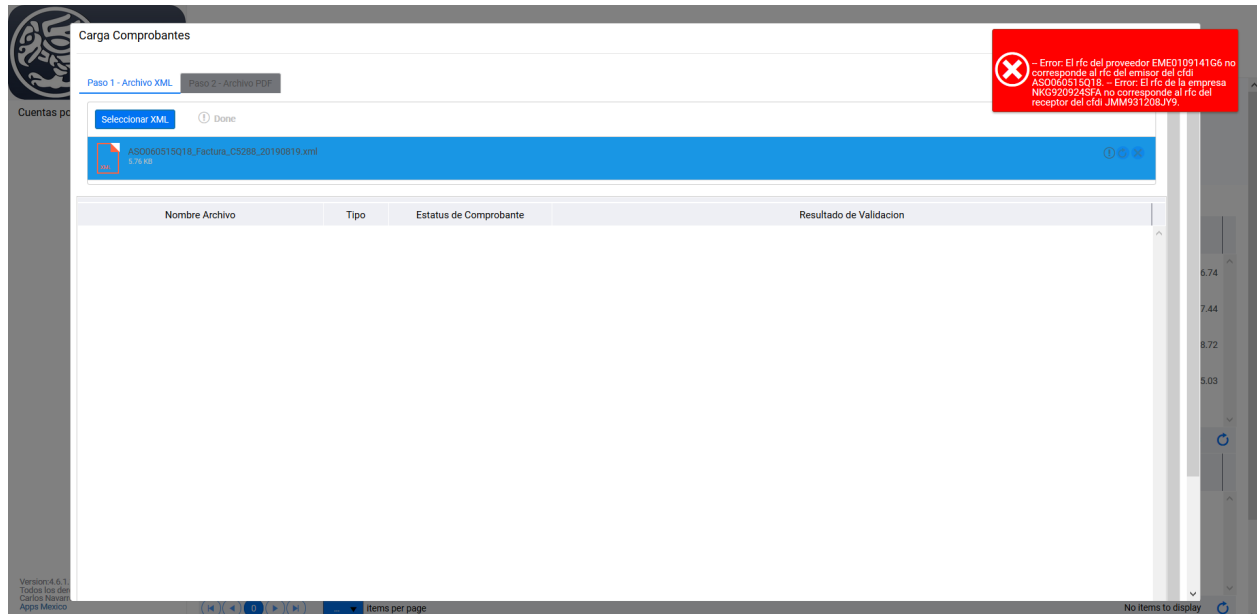 Carga Comprobantes
-- Error: El rfc del proveedor EME0109141G6 no
corresponde al rfc del emisor del cfdi
ASO060515Q18. -- Error: El rfc de la empresa
NKG920924SFA no corresponde al rfc del
receptor del cfdi JMM931208JY9.
Paso 1 - Archivo XML Paso 2 - Archivo PDF
Cuentas po
Seleccionar XML Done
ASO060515Q18_Factura_C5288_20190819.xml
5.76 KB
Nombre Archivo Tipo Estatus de Comprobante Resultado de Validacion
6.74
7.44
8.72
5.03
Version:4.6.1.
Todos los der
Carlos Navarr
Apps Mexico
0 items per page No items to display